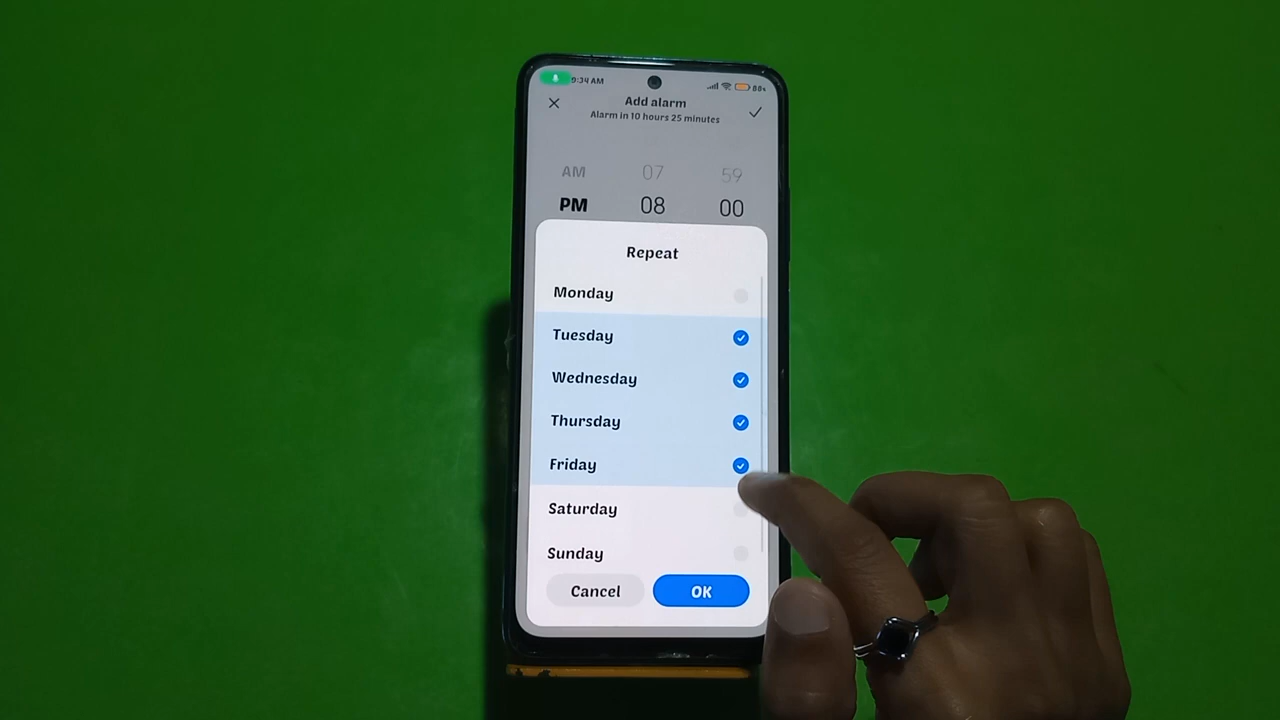 9:34 AM 88%
Add alarm
Alarm in 10 hours 25 minutes
AM 07 59
PM 08 00
Repeat
Monday
Tuesday
Wednesday
Thursday
Friday
Saturday
Sunday
Cancel OK